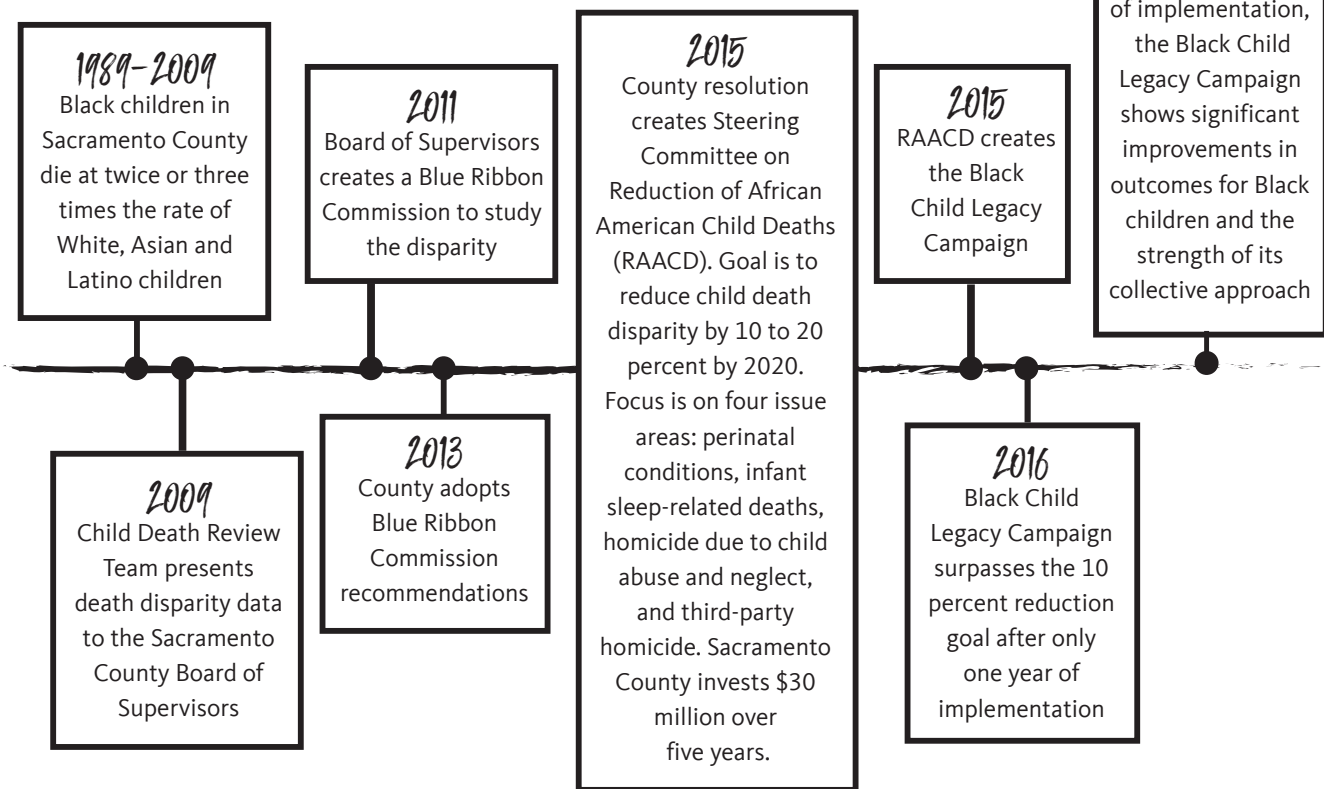 1989–2009
Black children in
Sacramento County
die at twice or three
times the rate of
White, Asian and
Latino children
2009
Child Death Review
Team presents
death disparity data
to the Sacramento
County Board of
Supervisors
2011
Board of Supervisors
creates a Blue Ribbon
Commission to study
the disparity
2013
County adopts
Blue Ribbon
Commission
recommendations
2015
County resolution
creates Steering
Committee on
Reduction of African
American Child Deaths
(RAACD). Goal is to
reduce child death
disparity by 10 to 20
percent by 2020.
Focus is on four issue
areas: perinatal
conditions, infant
sleep-related deaths,
homicide due to child
abuse and neglect,
and third-party
homicide. Sacramento
County invests $30
million over
five years.
2015
RAACD creates
the Black
Child Legacy
Campaign
2016
Black Child
Legacy Campaign
surpasses the 10
percent reduction
goal after only
one year of
implementation
of implementation,
the Black Child
Legacy Campaign
shows significant
improvements in
outcomes for Black
children and the
strength of its
collective approach